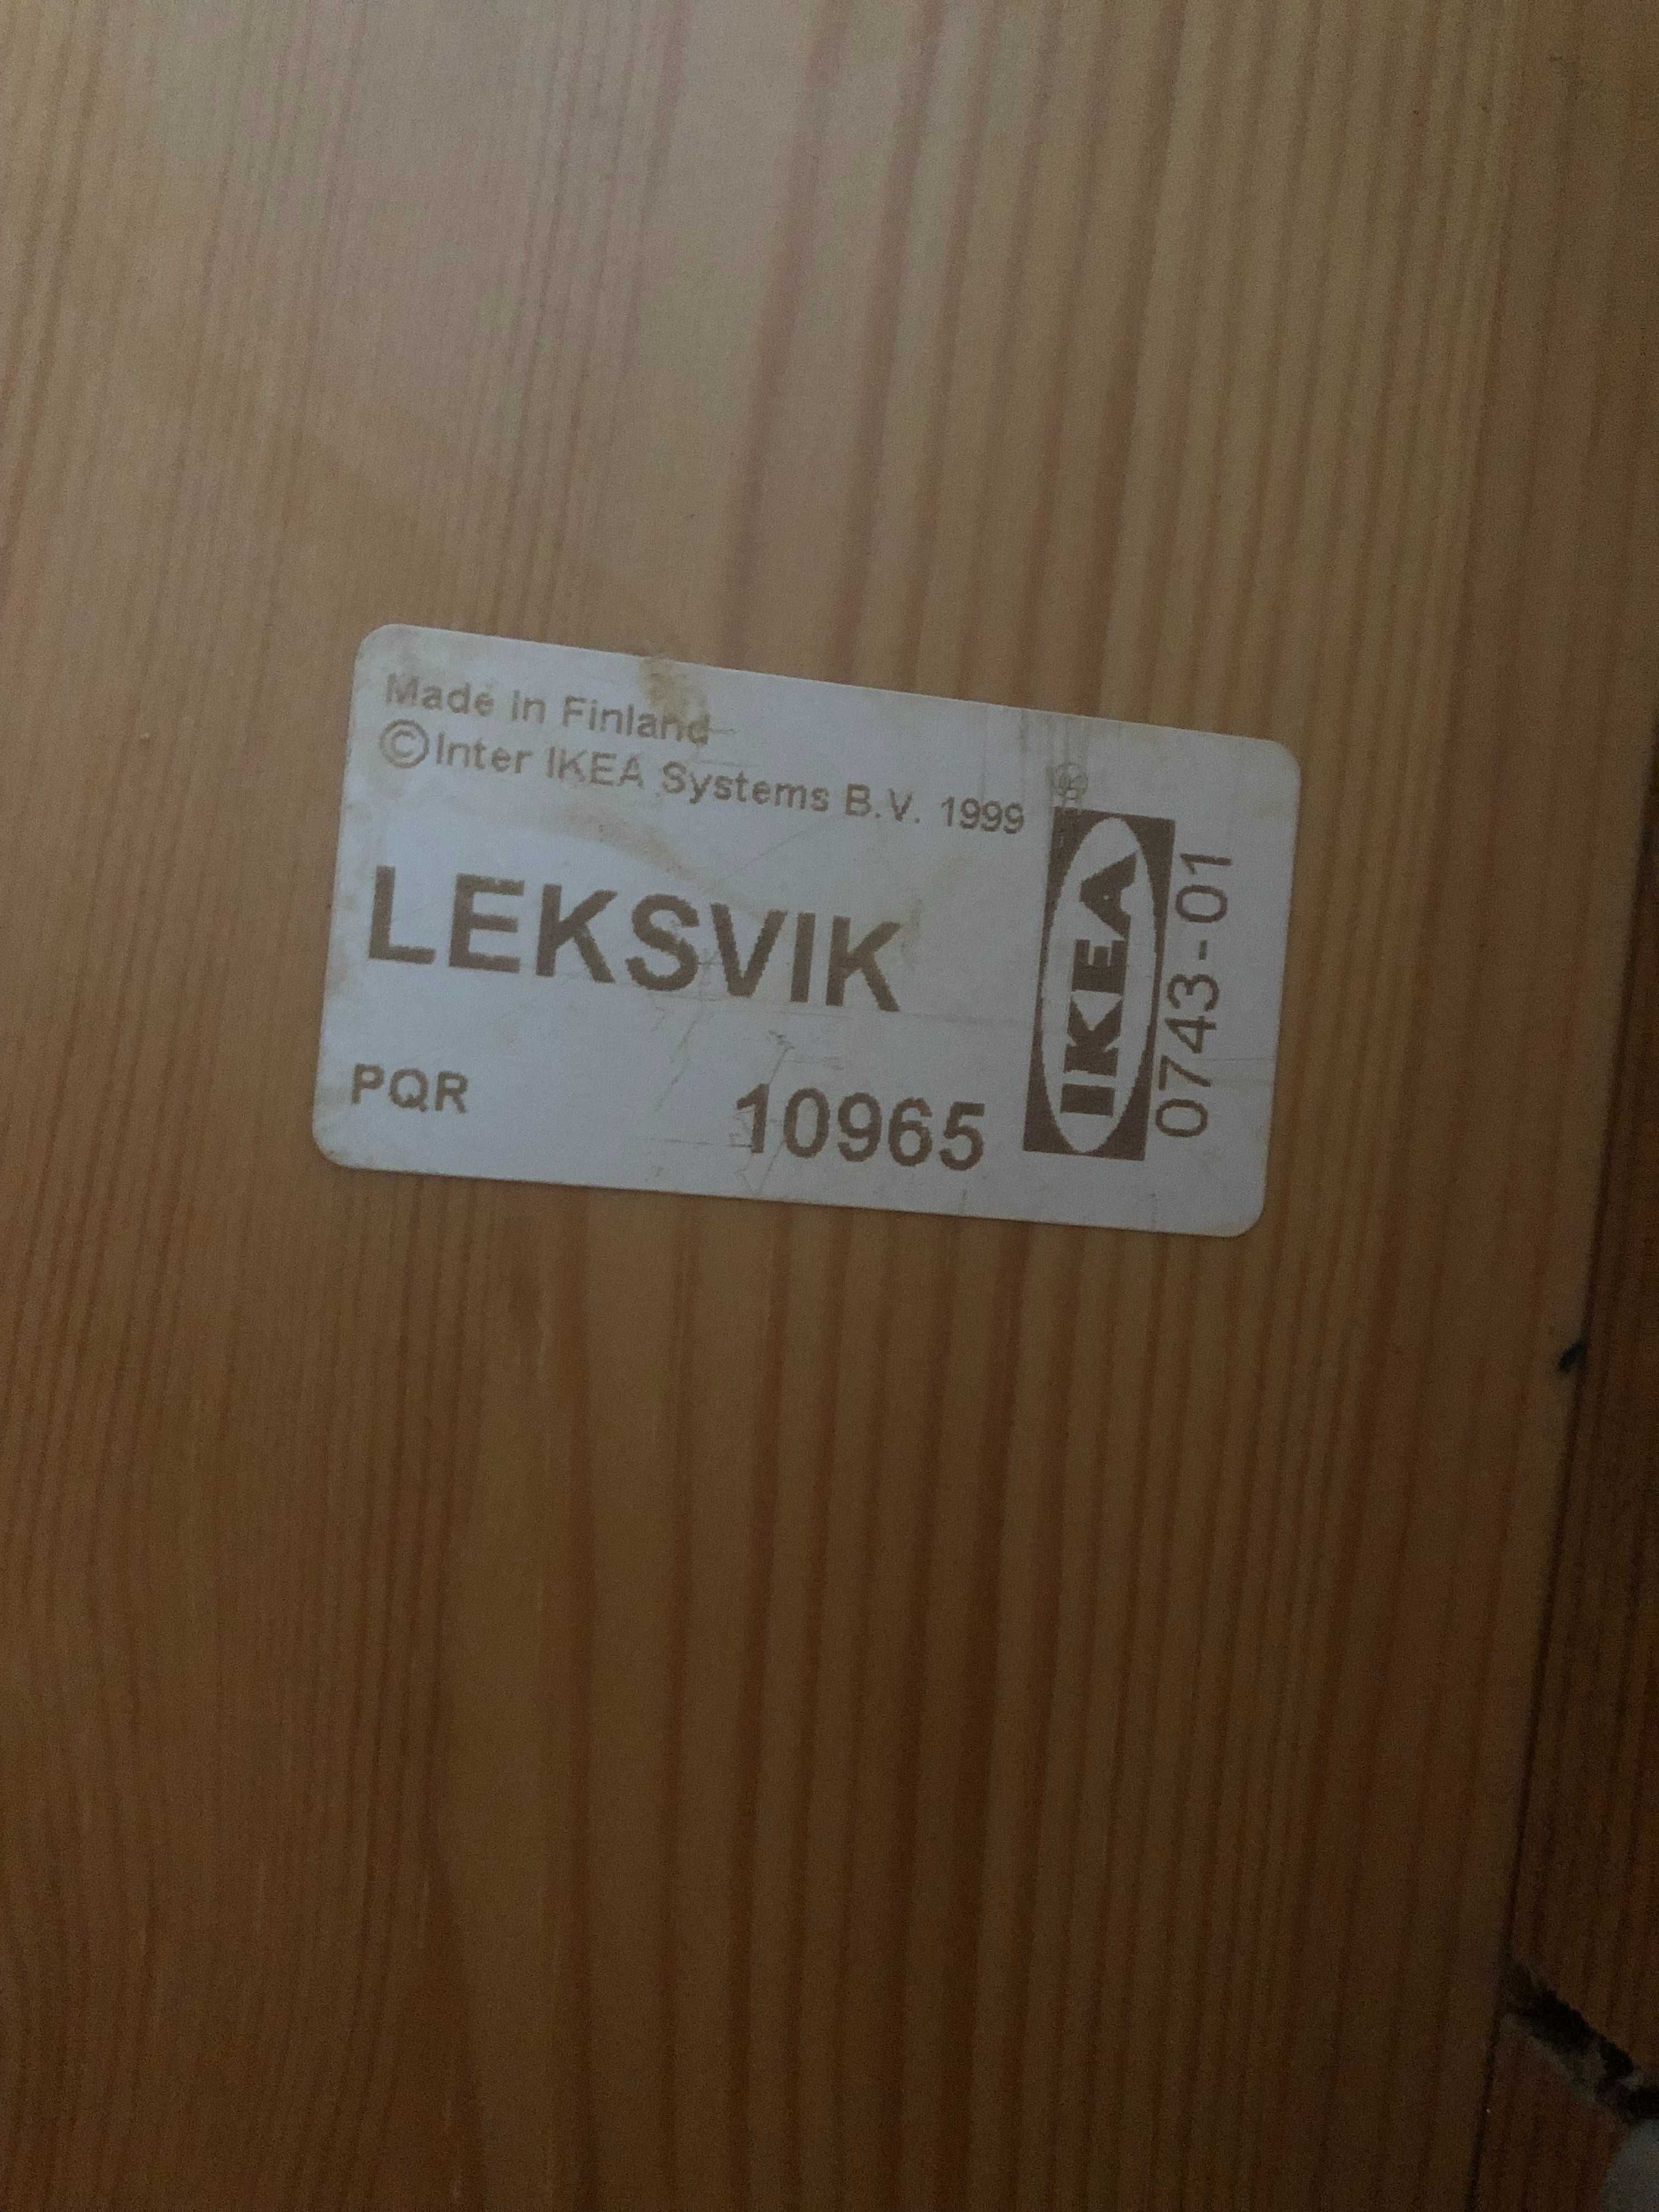 Made in Finland
©Inter IKEA Systems B.V. 1999
LEKSVIK
PQR
10965
IKEA
®
0743-01